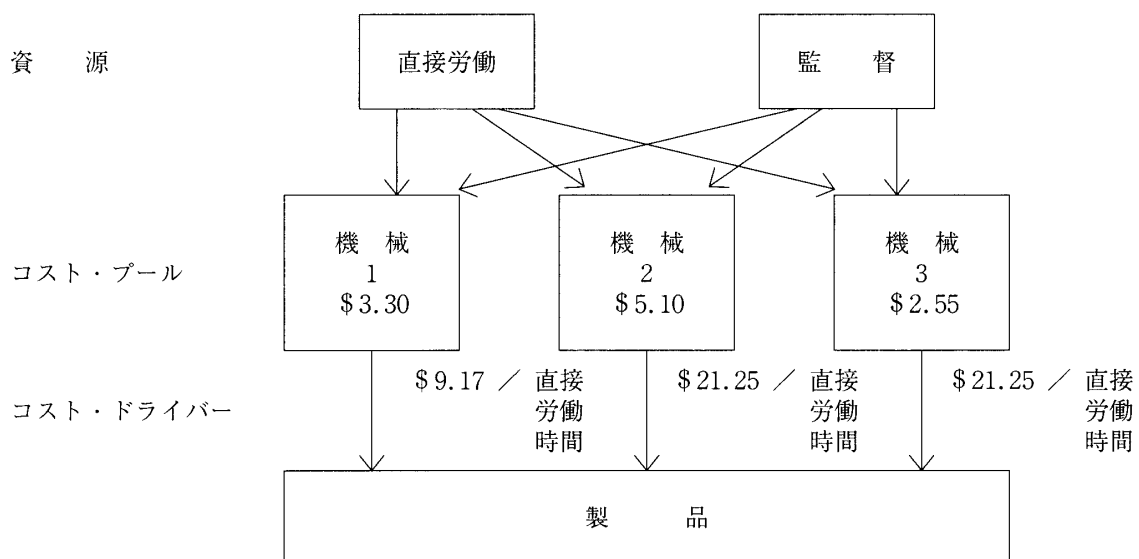 資 源
直接労働
監 督
コスト・プール
機 械
1
$3.30
機 械
2
$5.10
機 械
3
$2.55
コスト・ドライバー
$9.17 / 直接
労働
時間
$21.25 / 直接
労働
時間
$21.25 / 直接
労働
時間
製 品